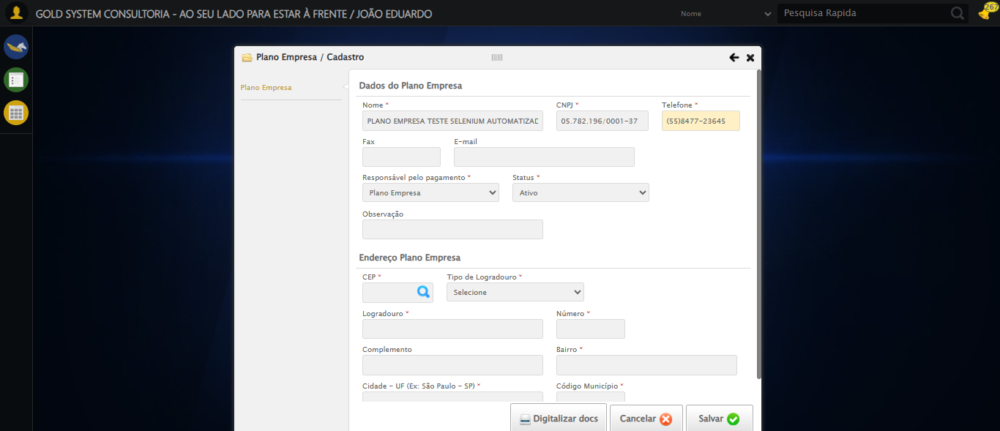 GOLD SYSTEM CONSULTORIA - AO SEU LADO PARA ESTAR À FRENTE / JOÃO EDUARDO
Nome
Pesquisa Rapida
267
Plano Empresa / Cadastro
Plano Empresa
Dados do Plano Empresa
Nome *
CNPJ *
Telefone *
PLANO EMPRESA TESTE SELENIUM AUTOMATIZAD
05.782.196/0001-37
(55)8477-23645
Fax
E-mail
Responsável pelo pagamento *
Status *
Plano Empresa
Ativo
Observação
Endereço Plano Empresa
CEP *
Tipo de Logradouro *
Selecione
Logradouro *
Número *
Complemento
Bairro *
Cidade - UF (Ex: São Paulo - SP) *
Código Município *
Digitalizar docs
Cancelar
Salvar